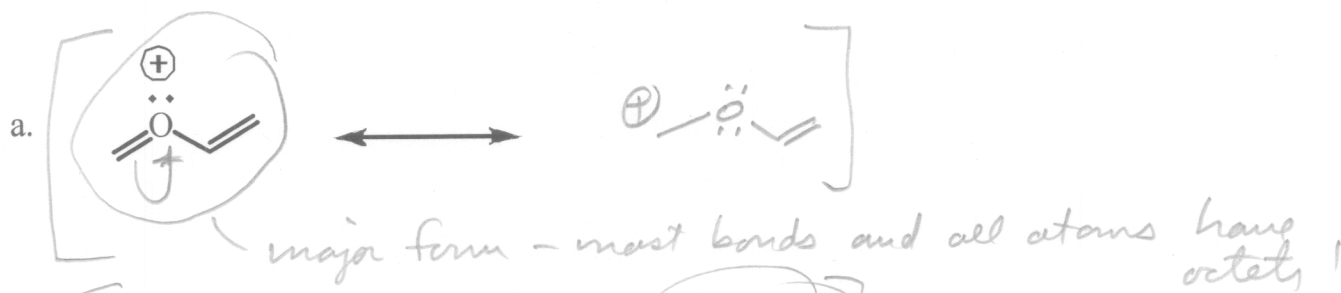 ⊕
a. O ⊕ O
major form - most bonds and all atoms have
octets!